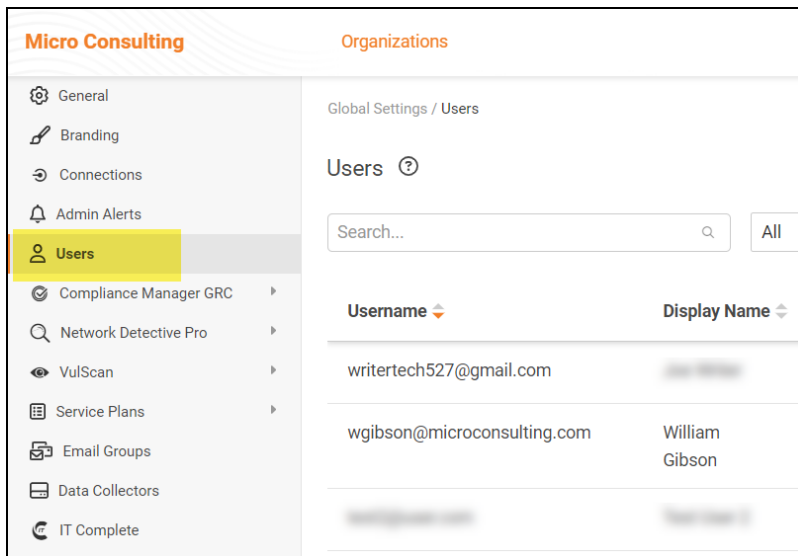 Micro Consulting
Organizations
General
Branding
Connections
Admin Alerts
Users
Compliance Manager GRC
Network Detective Pro
VulScan
Service Plans
Email Groups
Data Collectors
IT Complete
Global Settings / Users
Users
Search...
All
Username
Display Name
writertech527@gmail.com
wgibson@microconsulting.com
William
Gibson